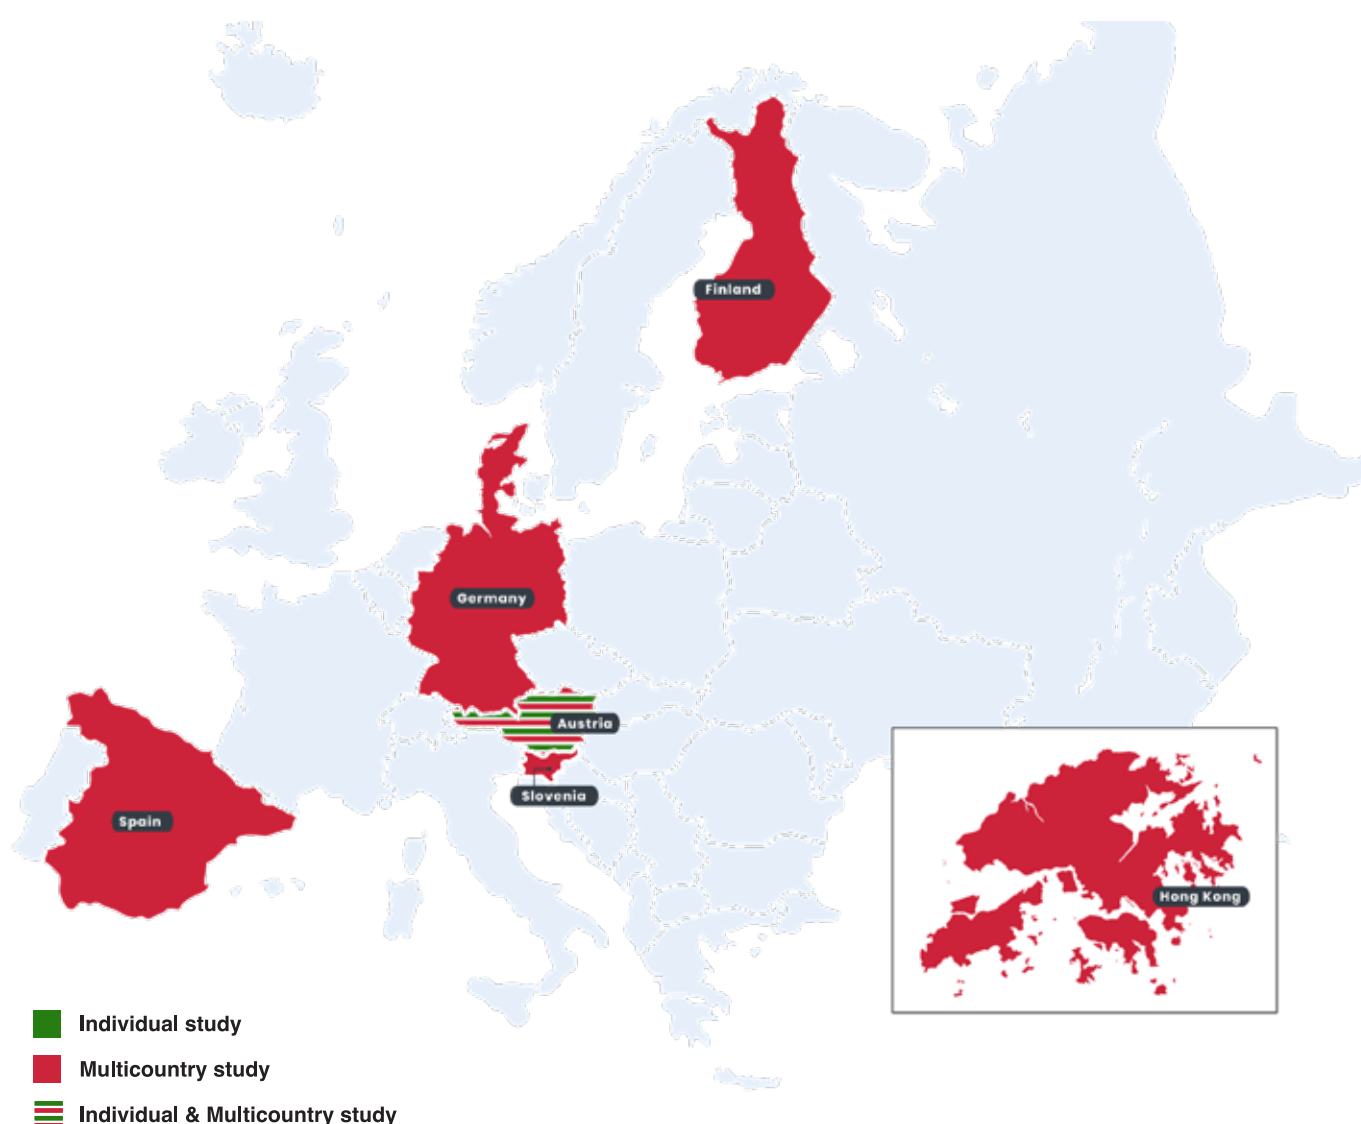 Finland
Germany
Austria
Slovenia
Spain
Hong Kong
Individual study
Multicountry study
Individual & Multicountry study